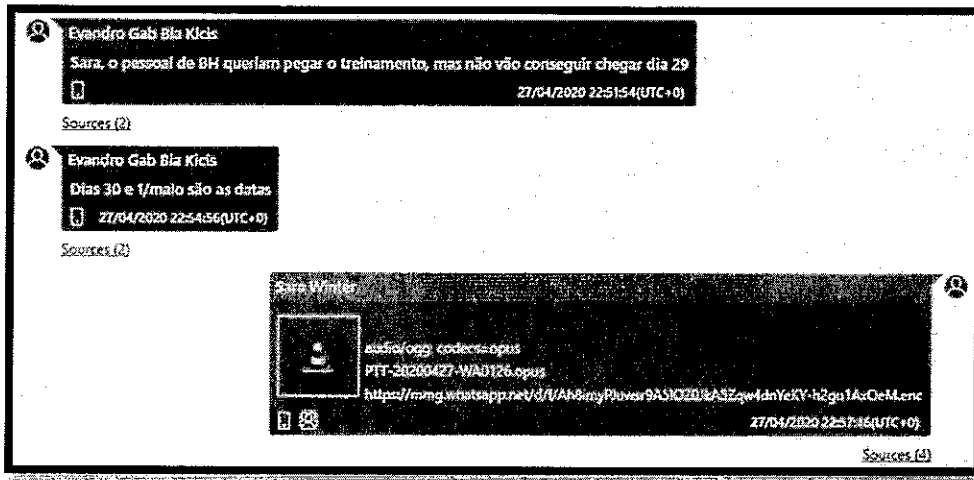 Evandro Gab Bia Kicis
Sara, o pessoal de BH queriam pegar o treinamento, mas não vão conseguir chegar dia 29
27/04/2020 22:51:54(UTC+0)
Sources (2)
Evandro Gab Bia Kicis
Dias 30 e 1/maio são as datas
27/04/2020 22:54:56(UTC+0)
Sources (2)
Sara Winter
audio/ogg; codecs=opus
PTT-20200427-WA0126.opus
27/04/2020 22:57:16(UTC+0)
Sources (4)